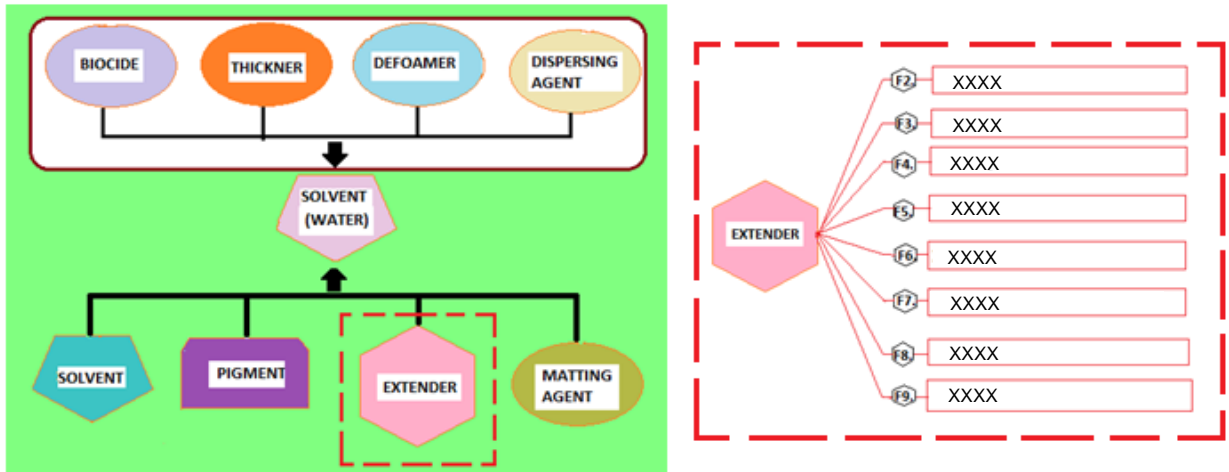 BIOCIDE
THICKNER
DEFOAMER
DISPERSING
AGENT
SOLVENT
(WATER)
SOLVENT
PIGMENT
EXTENDER
MATTING
AGENT
EXTENDER
F2. XXXX
F3. XXXX
F4. XXXX
F5. XXXX
F6. XXXX
F7. XXXX
F8. XXXX
F9. XXXX